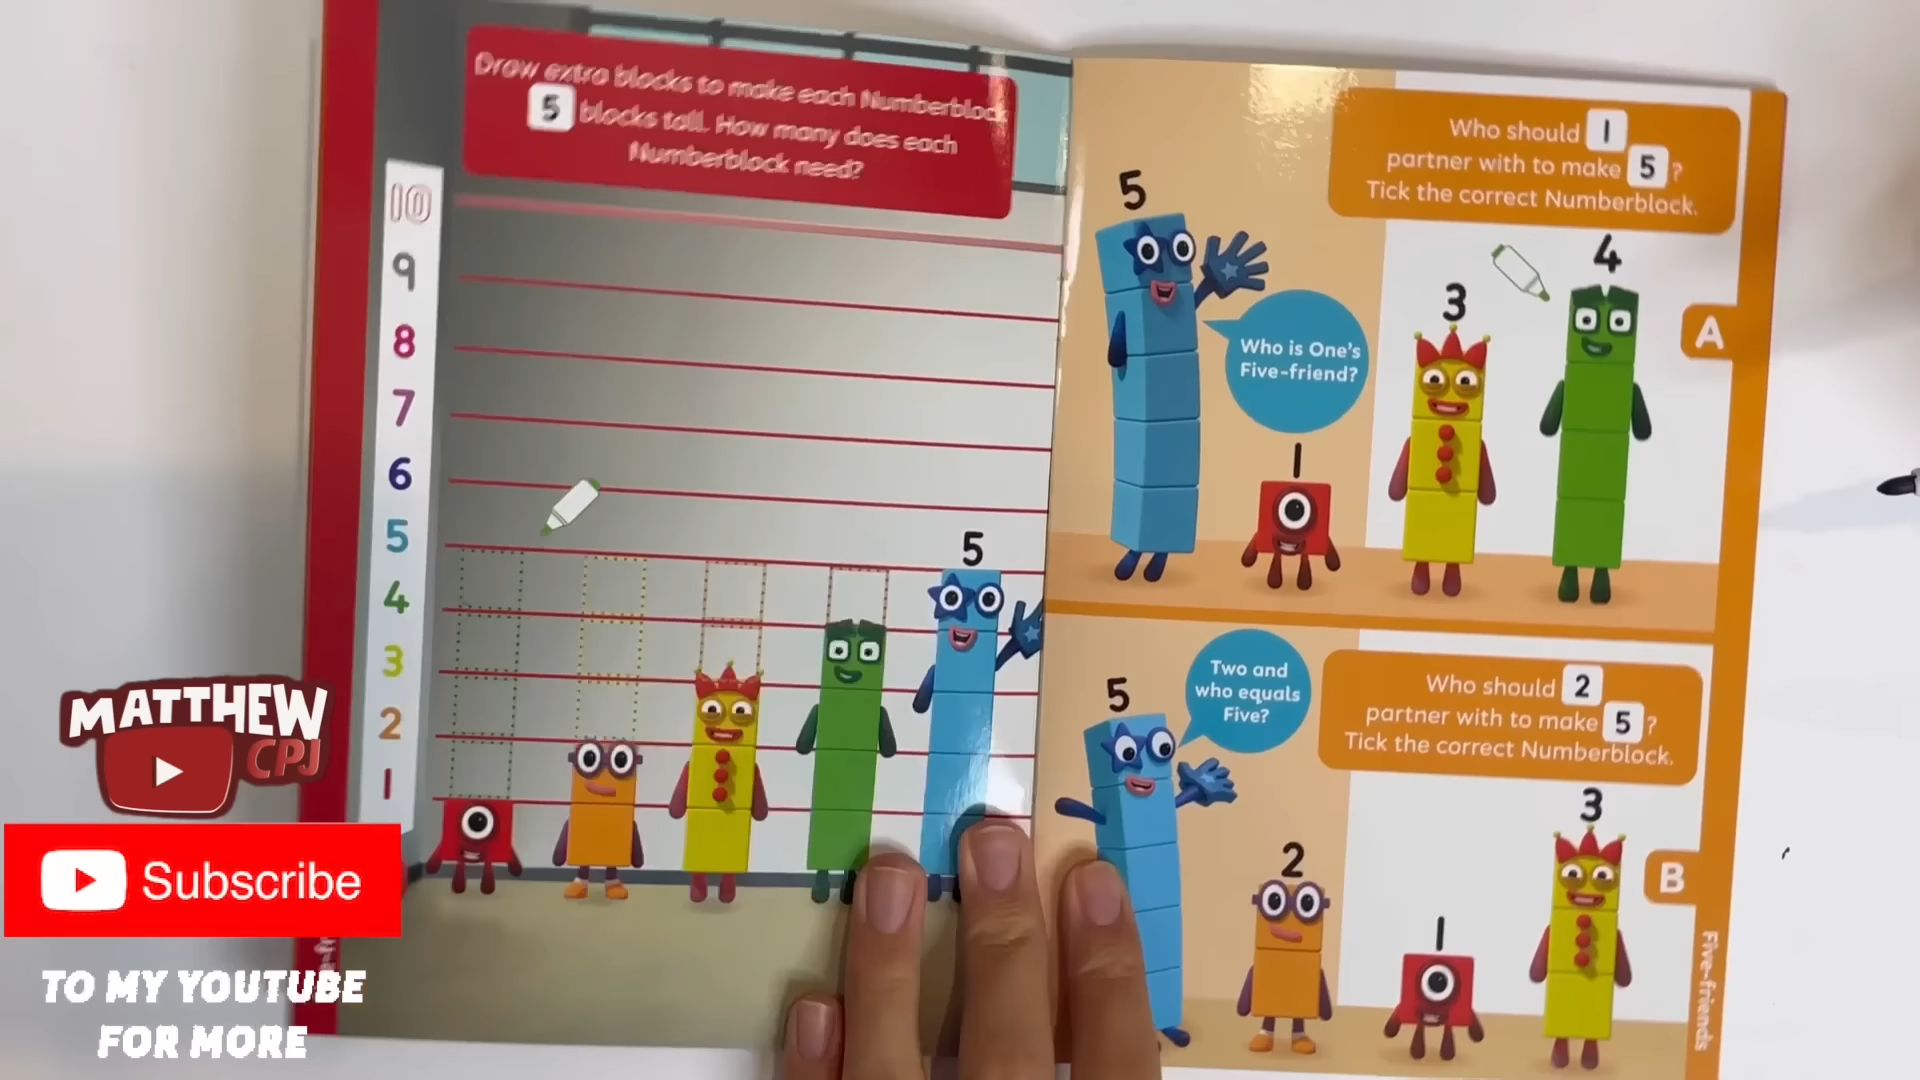 Draw extra blocks to make each Numberblock
5 blocks tall. How many does each
Numberblock need?
10
9
8
7
6
5
4
3
2
1
5
Who should 1
partner with to make 5?
Tick the correct Numberblock.
5
Who is One's
Five-friend?
1
3
4
A
Two and
who equals
Five?
Who should 2
partner with to make 5?
Tick the correct Numberblock.
5
2
1
3
B
Five-friends
MATTHEW
CPJ
Subscribe
TO MY YOUTUBE
FOR MORE